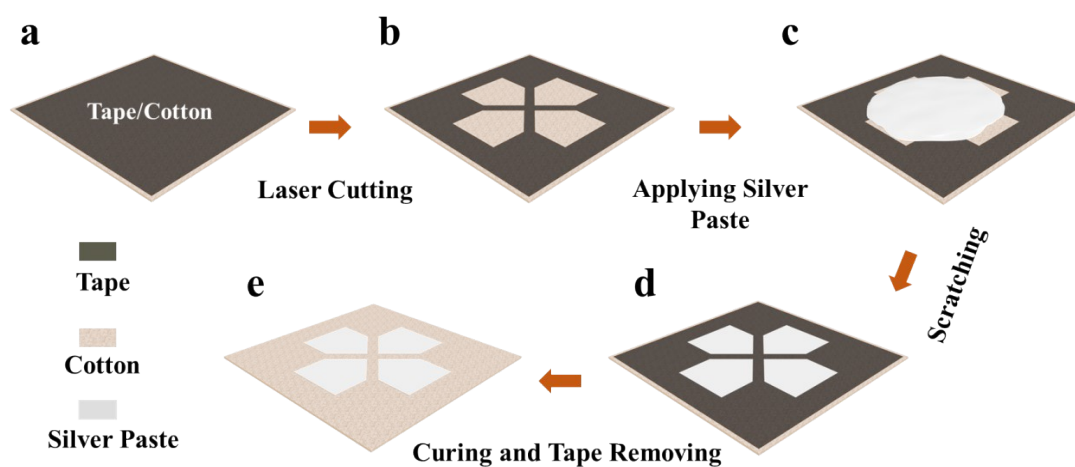 a
b
c
Tape/Cotton
Laser Cutting
Applying Silver
Paste
Scratching
Tape
Cotton
Silver Paste
e
d
Curing and Tape Removing